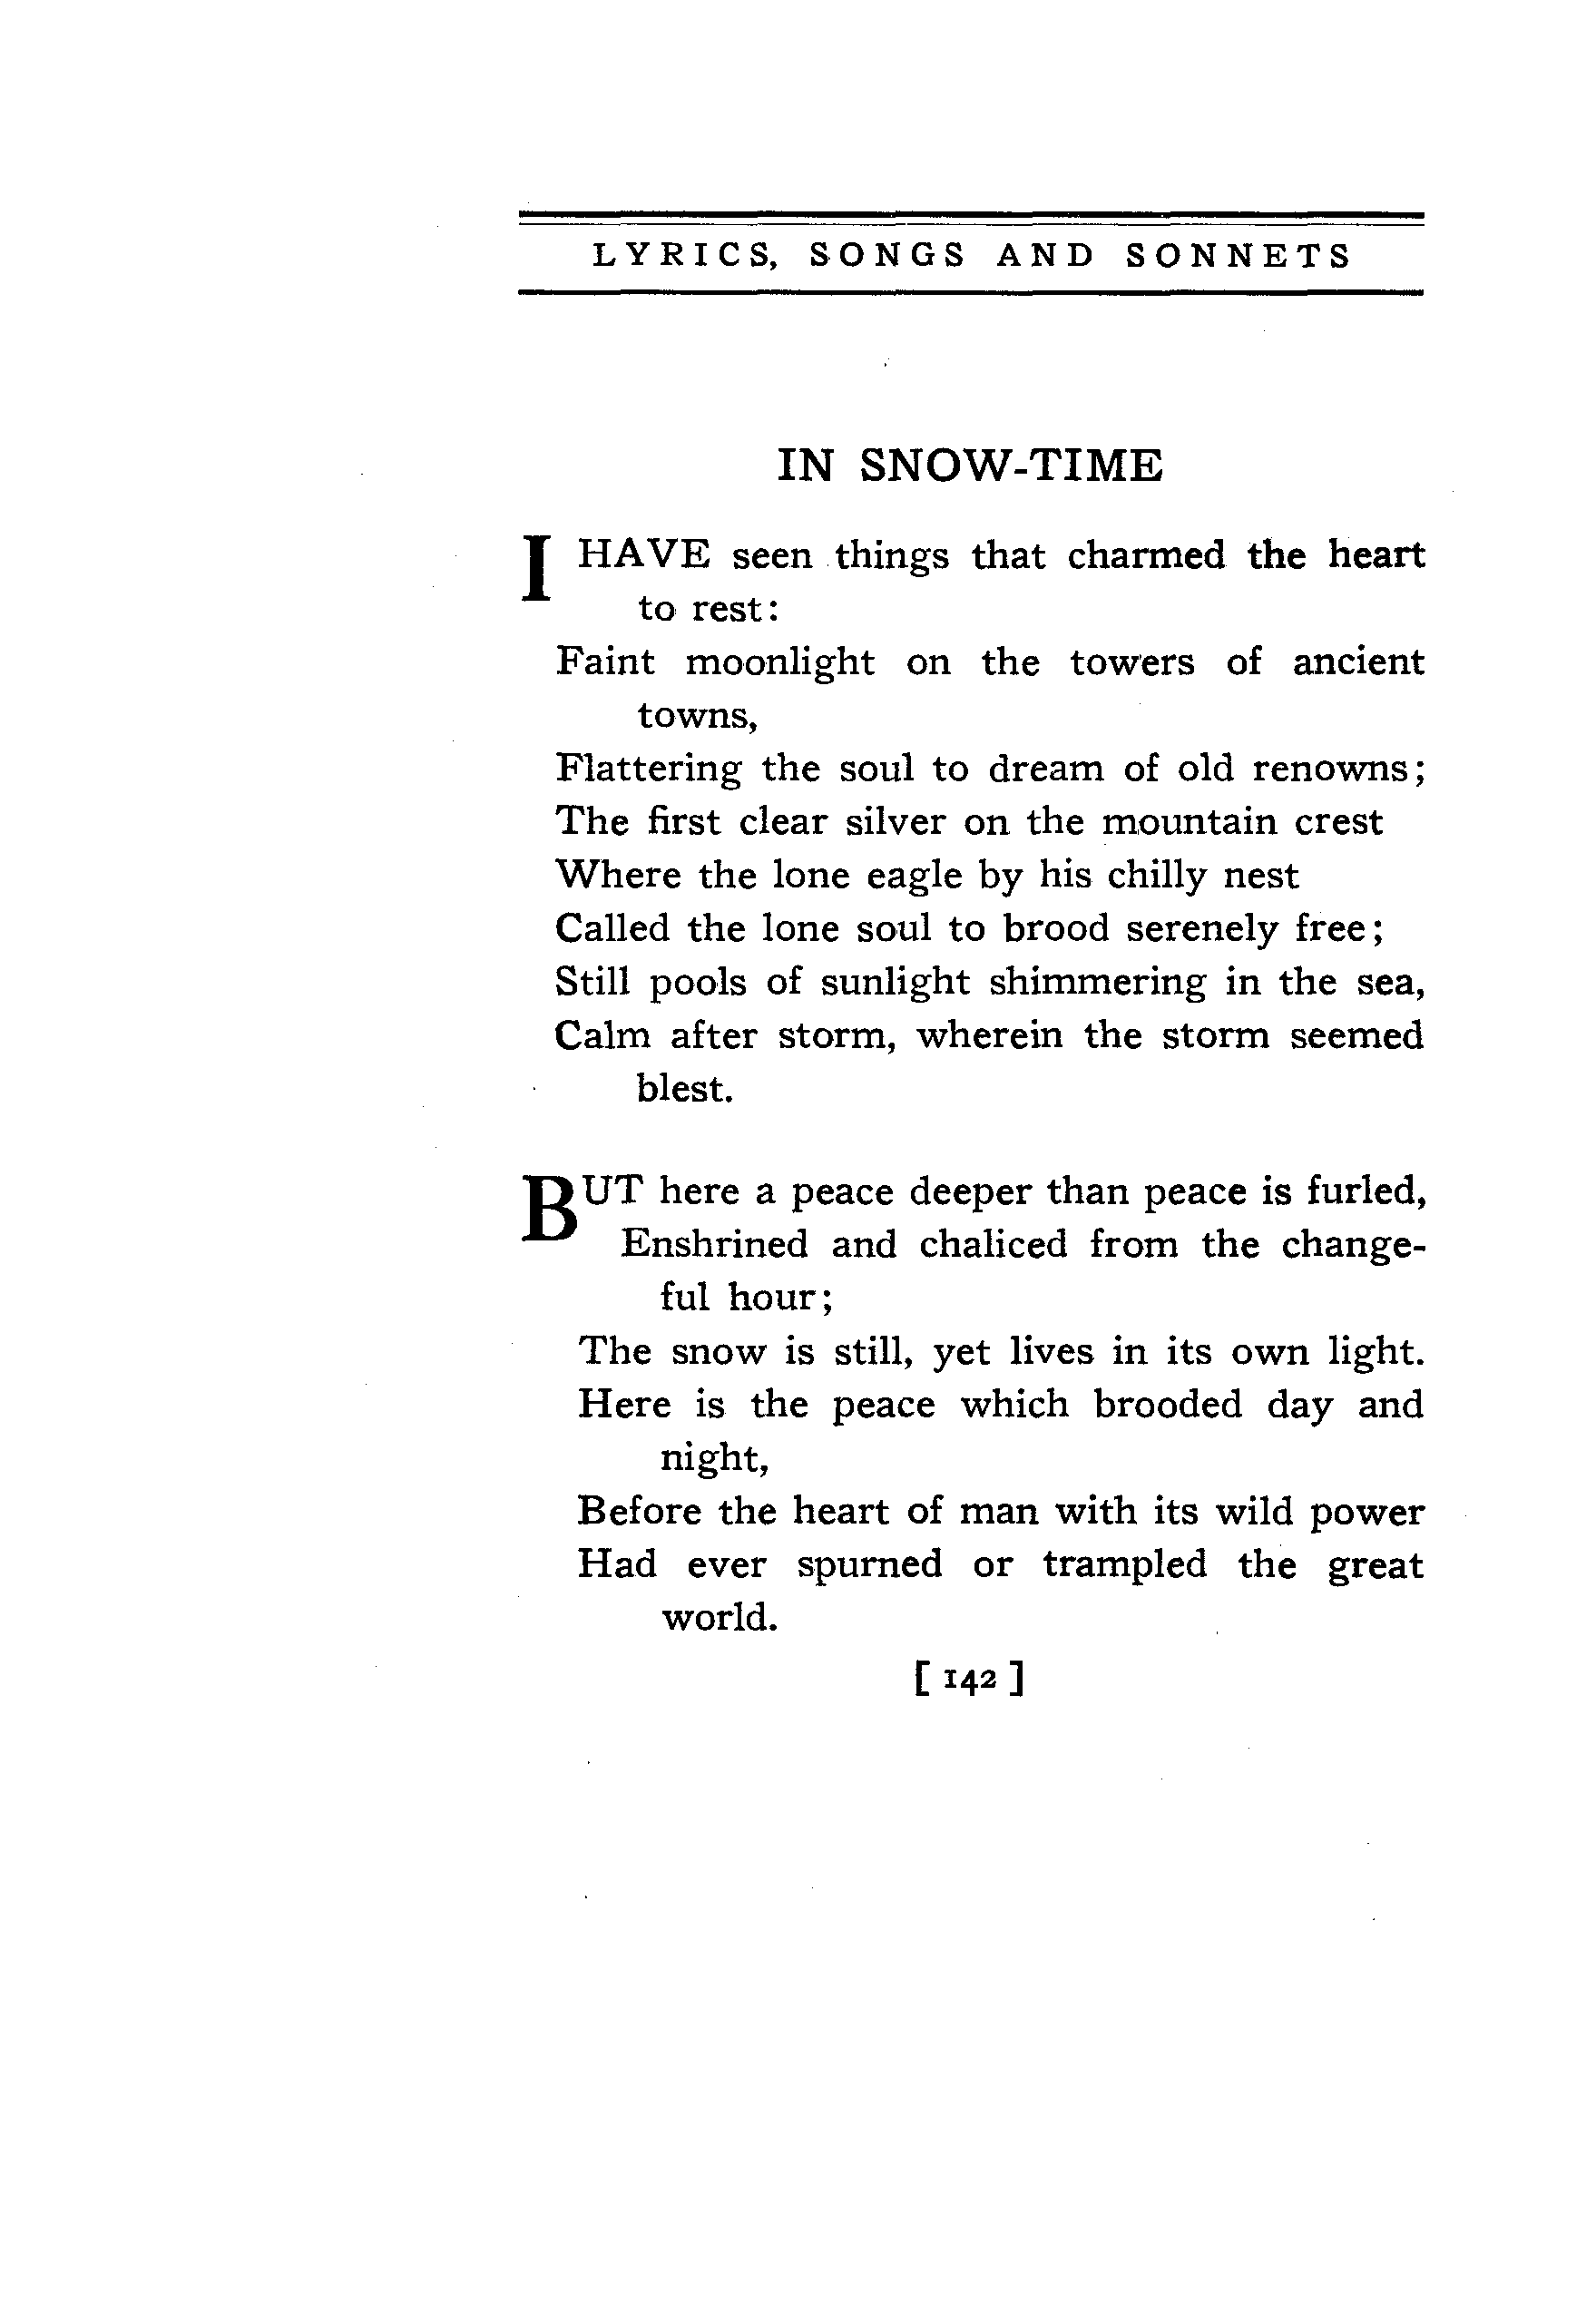 LYRICS, SONGS AND SONNETS
IN SNOW-TIME
I HAVE seen things that charmed the heart
to rest:
Faint moonlight on the towers of ancient
towns,
Flattering the soul to dream of old renowns;
The first clear silver on the mountain crest
Where the lone eagle by his chilly nest
Called the lone soul to brood serenely free;
Still pools of sunlight shimmering in the sea,
Calm after storm, wherein the storm seemed
blest.
BUT here a peace deeper than peace is furled,
Enshrined and chaliced from the change-
ful hour;
The snow is still, yet lives in its own light.
Here is the peace which brooded day and
night,
Before the heart of man with its wild power
Had ever spurned or trampled the great
world.
[ 142 ]